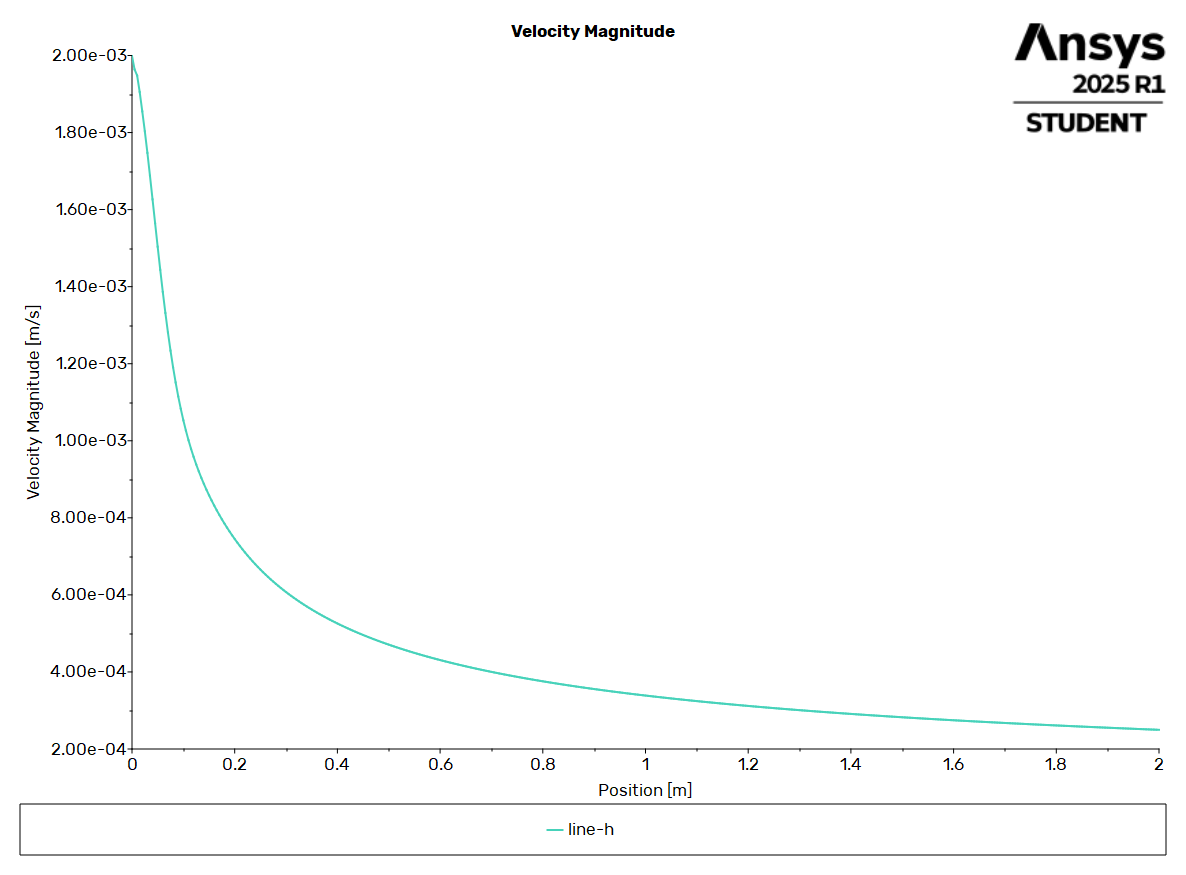 Velocity Magnitude
Ansys
2025 R1
STUDENT
2.00e-03
1.80e-03
1.60e-03
1.40e-03
1.20e-03
1.00e-03
8.00e-04
6.00e-04
4.00e-04
2.00e-04
Velocity Magnitude [m/s]
0 0.2 0.4 0.6 0.8 1 1.2 1.4 1.6 1.8 2
Position [m]
line-h